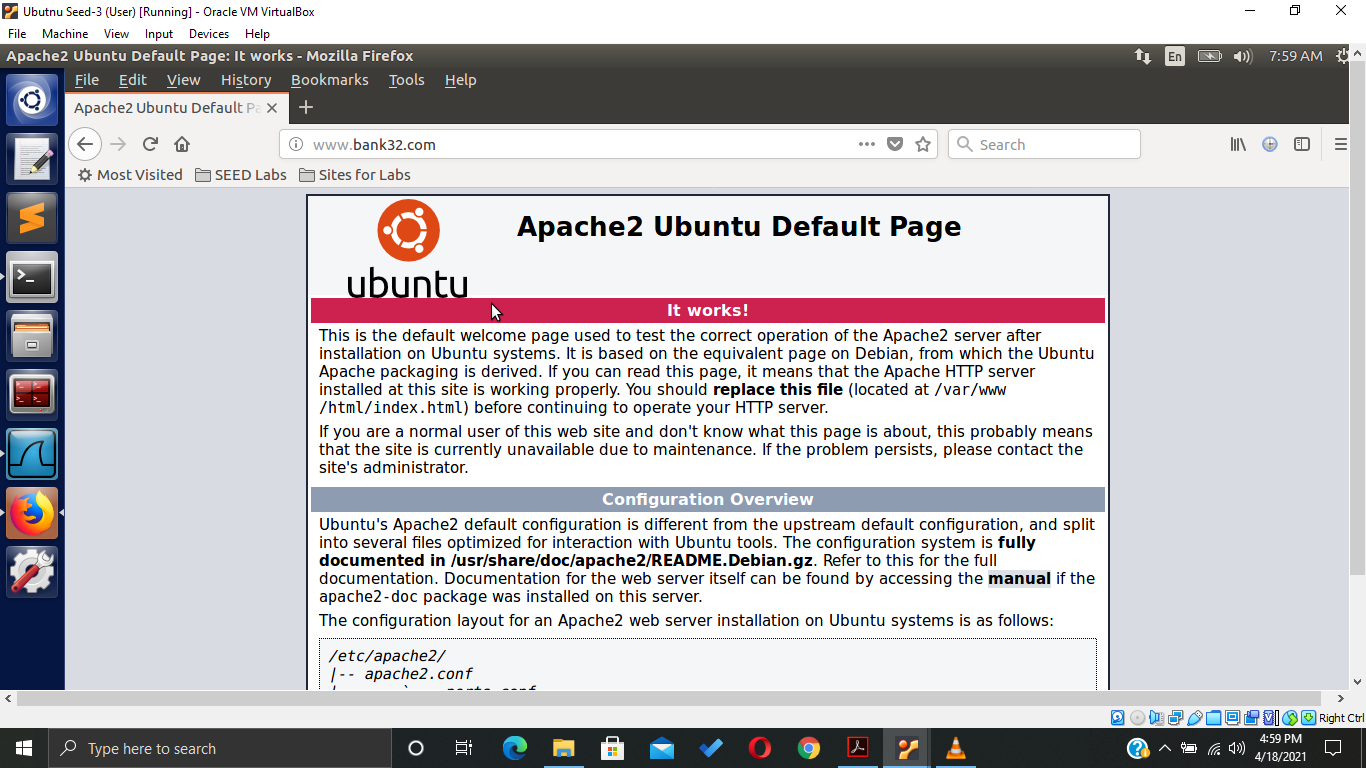 Ubutnu Seed-3 (User) [Running] - Oracle VM VirtualBox
File Machine View Input Devices Help
Apache2 Ubuntu Default Page: It works - Mozilla Firefox
En
7:59 AM
File Edit View History Bookmarks Tools Help
Apache2 Ubuntu Default Pa
www.bank32.com
Search
Most Visited SEED Labs Sites for Labs
ubuntu
Apache2 Ubuntu Default Page
It works!
This is the default welcome page used to test the correct operation of the Apache2 server after
installation on Ubuntu systems. It is based on the equivalent page on Debian, from which the Ubuntu
Apache packaging is derived. If you can read this page, it means that the Apache HTTP server
installed at this site is working properly. You should replace this file (located at /var/www
/html/index.html) before continuing to operate your HTTP server.
If you are a normal user of this web site and don't know what this page is about, this probably means
that the site is currently unavailable due to maintenance. If the problem persists, please contact the
site's administrator.
Configuration Overview
Ubuntu's Apache2 default configuration is different from the upstream default configuration, and split
into several files optimized for interaction with Ubuntu tools. The configuration system is fully
documented in /usr/share/doc/apache2/README.Debian.gz. Refer to this for the full
documentation. Documentation for the web server itself can be found by accessing the manual if the
apache2-doc package was installed on this server.
The configuration layout for an Apache2 web server installation on Ubuntu systems is as follows:
/etc/apache2/
|-- apache2.conf
Right Ctrl
Type here to search
4:59 PM
4/18/2021